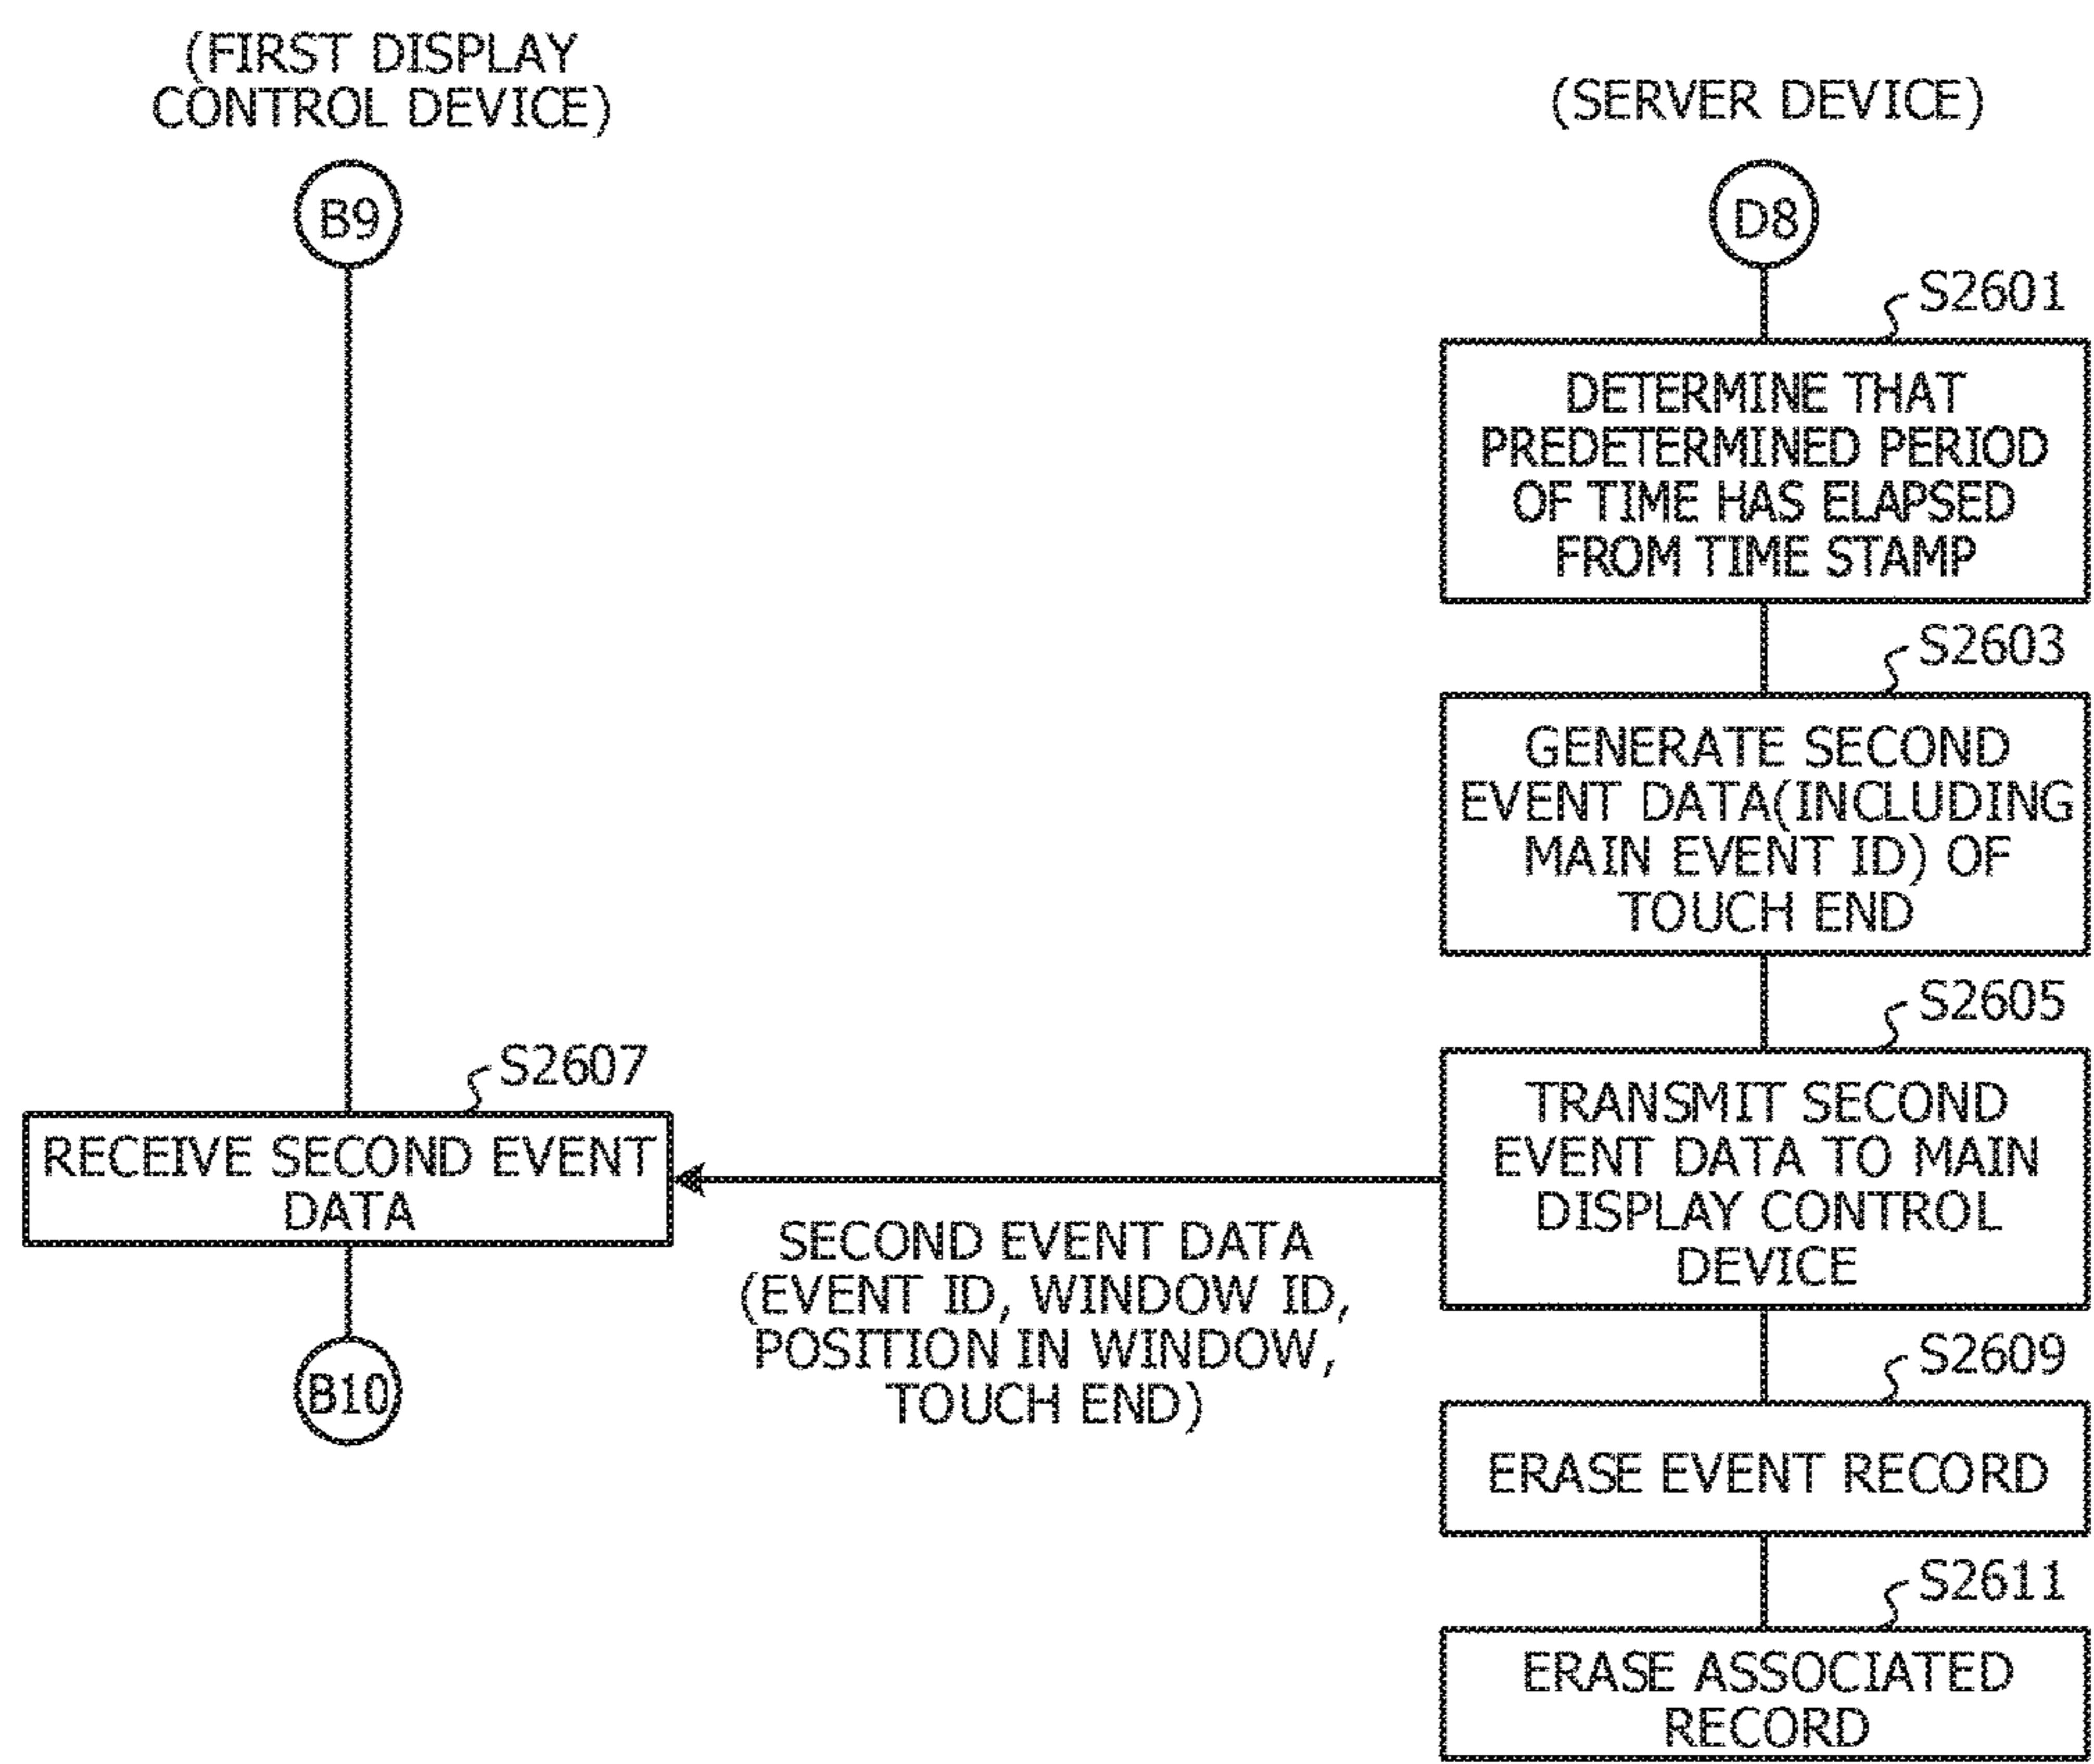 (FIRST DISPLAY
CONTROL DEVICE)
B9
S2607
RECEIVE SECOND EVENT
DATA
B10
SECOND EVENT DATA
(EVENT ID, WINDOW ID,
POSITION IN WINDOW,
TOUCH END)
(SERVER DEVICE)
D8
S2601
DETERMINE THAT
PREDETERMINED PERIOD
OF TIME HAS ELAPSED
FROM TIME STAMP
S2603
GENERATE SECOND
EVENT DATA(INCLUDING
MAIN EVENT ID) OF
TOUCH END
S2605
TRANSMIT SECOND
EVENT DATA TO MAIN
DISPLAY CONTROL
DEVICE
S2609
ERASE EVENT RECORD
S2611
ERASE ASSOCIATED
RECORD